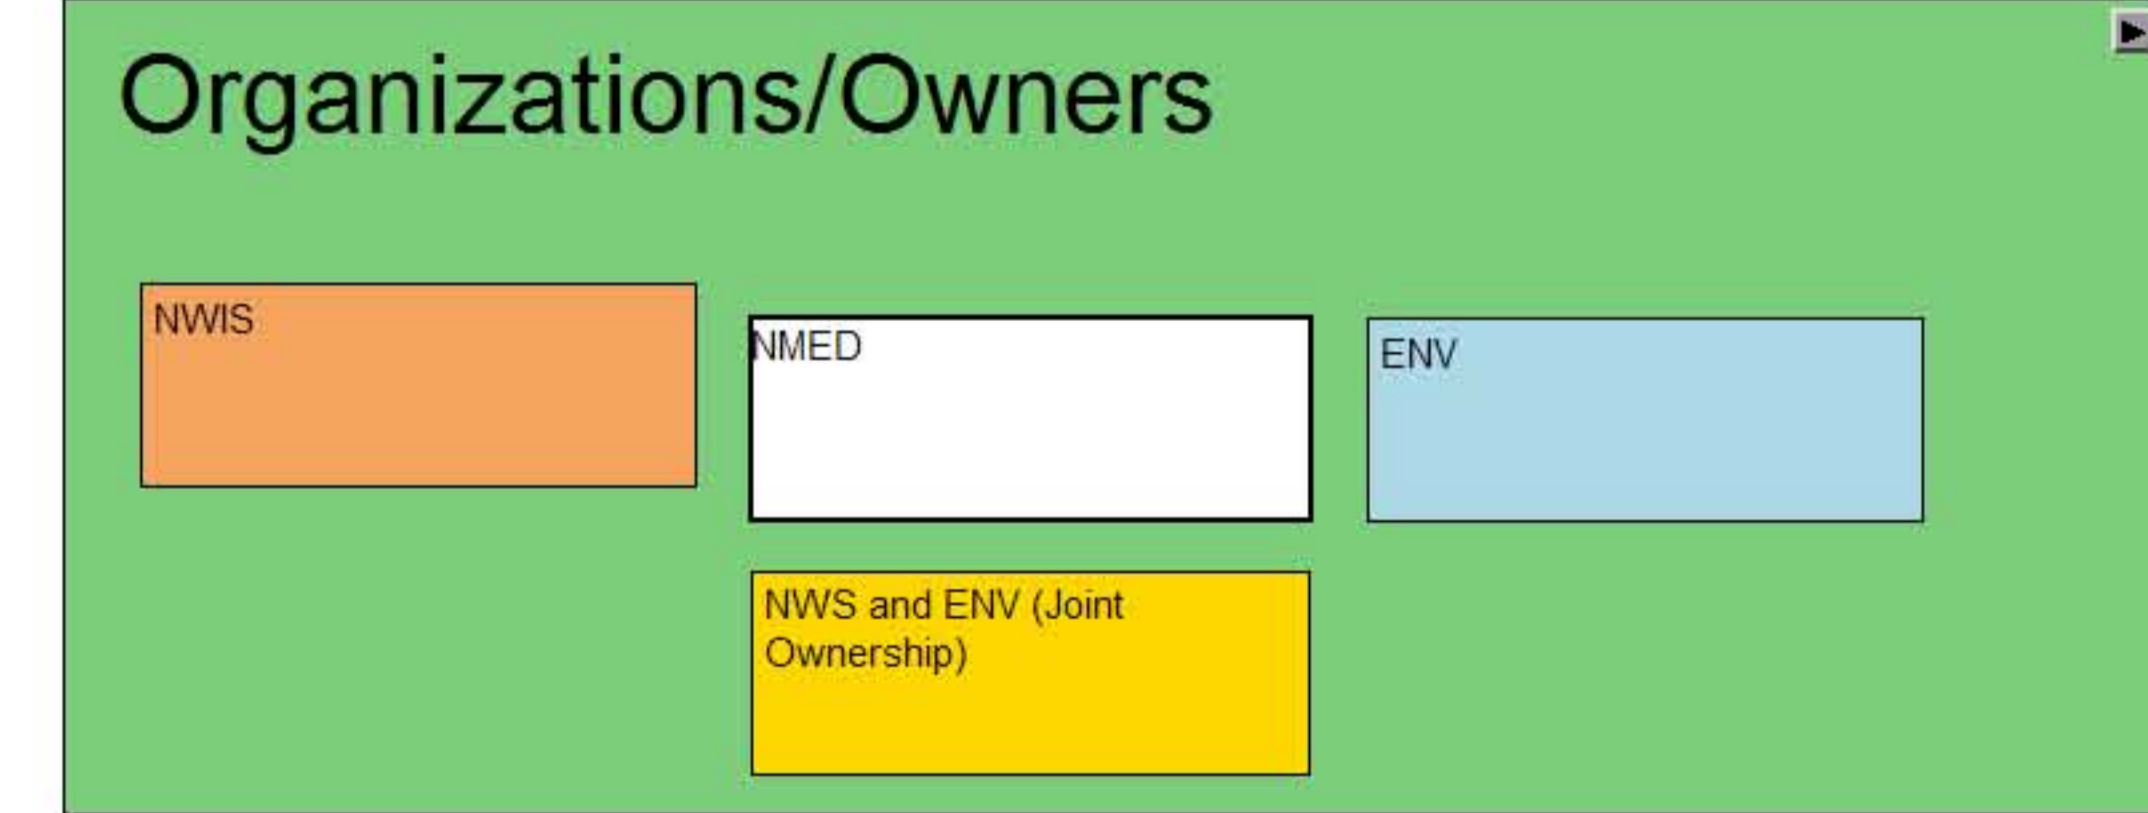 Organizations/Owners
NWIS
NMED
ENV
NWS and ENV (Joint
Ownership)